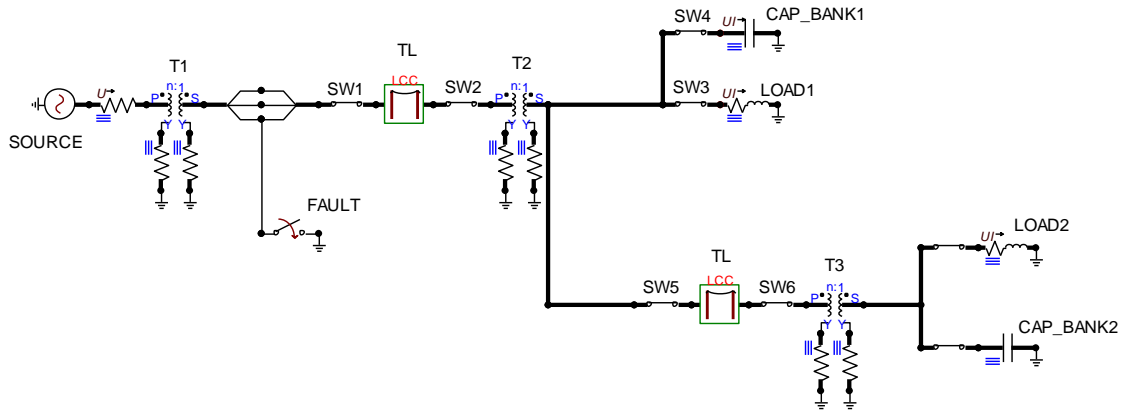 SW4
UI
CAP_BANK1
TL
T1
T2
n:1
LCC
n:1
UI
U
P
S
SW1
SW2
P
S
SW3
LOAD1
SOURCE
Y
Y
Y
Y
FAULT
LOAD2
UI
TL
T3
SW5
LCC
SW6
n:1
P
S
CAP_BANK2
Y
Y